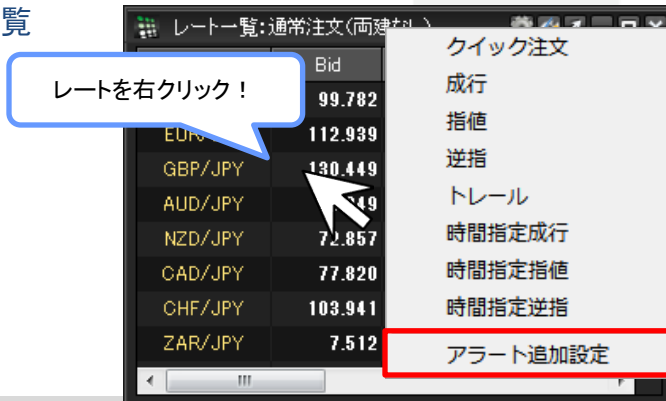 覧
レート一覧:通常注文(両建なし)
Bid
レートを右クリック！
99.782
EUR/JPY 112.939
GBP/JPY 130.449
AUD/JPY
NZD/JPY 72.857
CAD/JPY 77.820
CHF/JPY 103.941
ZAR/JPY 7.512
クイック注文
成行
指値
逆指
トレール
時間指定成行
時間指定指値
時間指定逆指
アラート追加設定